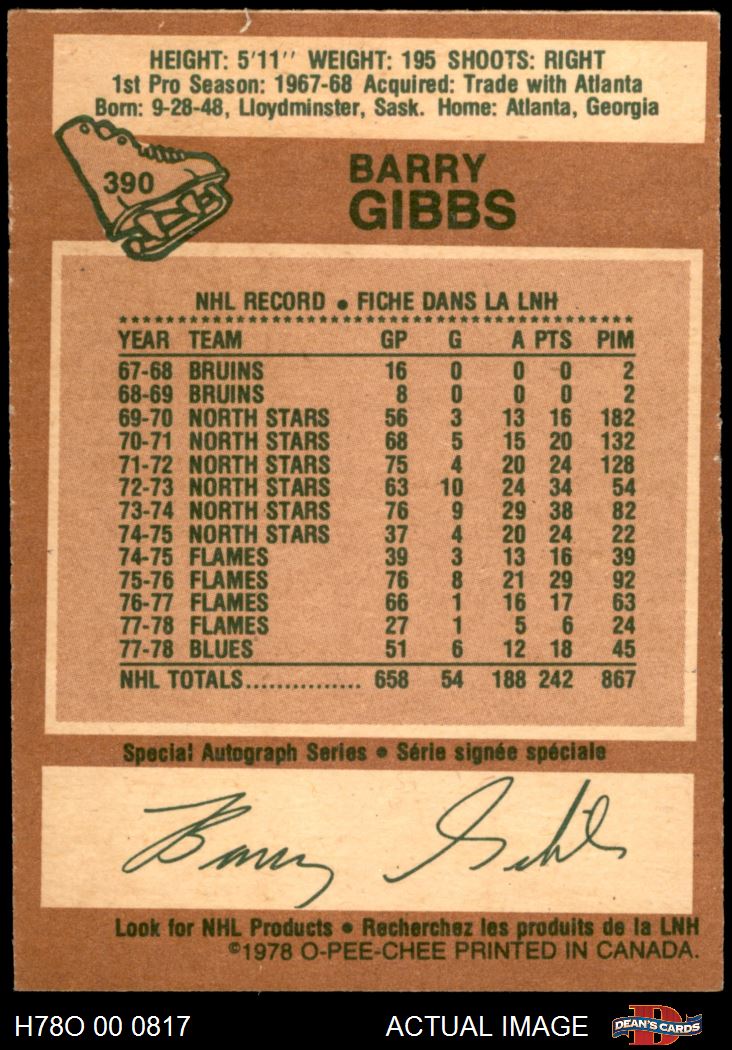 HEIGHT: 5'11'' WEIGHT: 195 SHOOTS: RIGHT
1st Pro Season: 1967-68 Acquired: Trade with Atlanta
Born: 9-28-48, Lloydminster, Sask. Home: Atlanta, Georgia
390
BARRY
GIBBS
NHL RECORD • FICHE DANS LA LNH
YEAR TEAM GP G A PTS PIM
67-68 BRUINS 16 0 0 0 2
68-69 BRUINS 8 0 0 0 2
69-70 NORTH STARS 56 3 13 16 182
70-71 NORTH STARS 68 5 15 20 132
71-72 NORTH STARS 75 4 20 24 128
72-73 NORTH STARS 63 10 24 34 54
73-74 NORTH STARS 76 9 29 38 82
74-75 NORTH STARS 37 4 20 24 22
74-75 FLAMES 39 3 13 16 39
75-76 FLAMES 76 8 21 29 92
76-77 FLAMES 66 1 16 17 63
77-78 FLAMES 27 1 5 6 24
77-78 BLUES 51 6 12 18 45
NHL TOTALS............... 658 54 188 242 867
Special Autograph Series • Série signée spéciale
Barry Gibbs
Look for NHL Products • Recherchez les produits de la LNH
©1978 O-PEE-CHEE PRINTED IN CANADA.
H78O 00 0817 ACTUAL IMAGE DEAN'S CARDS